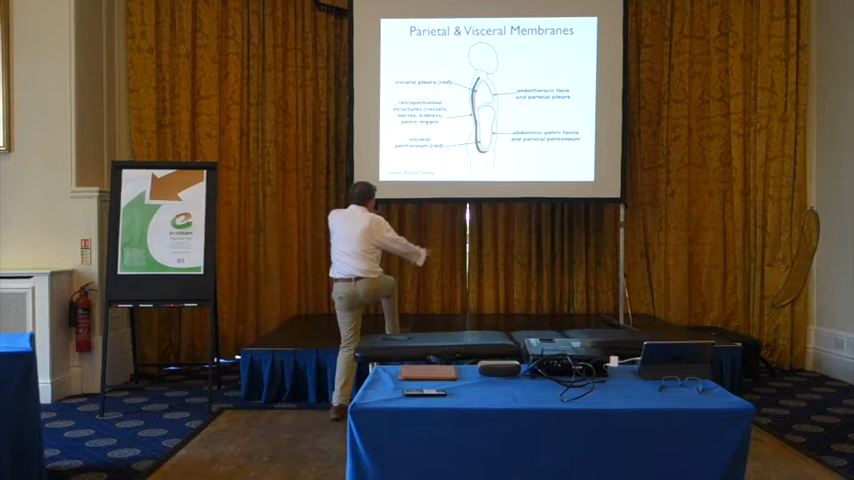 Parietal & Visceral Membranes
visceral pleura (red)
endothoracic fascia
and parietal pleura
retroperitoneal
structures (vessels,
nerves, kidneys,
pelvic organs
visceral
peritoneum (red)
abdomino-pelvic fascia
and parietal peritoneum
ecoteam